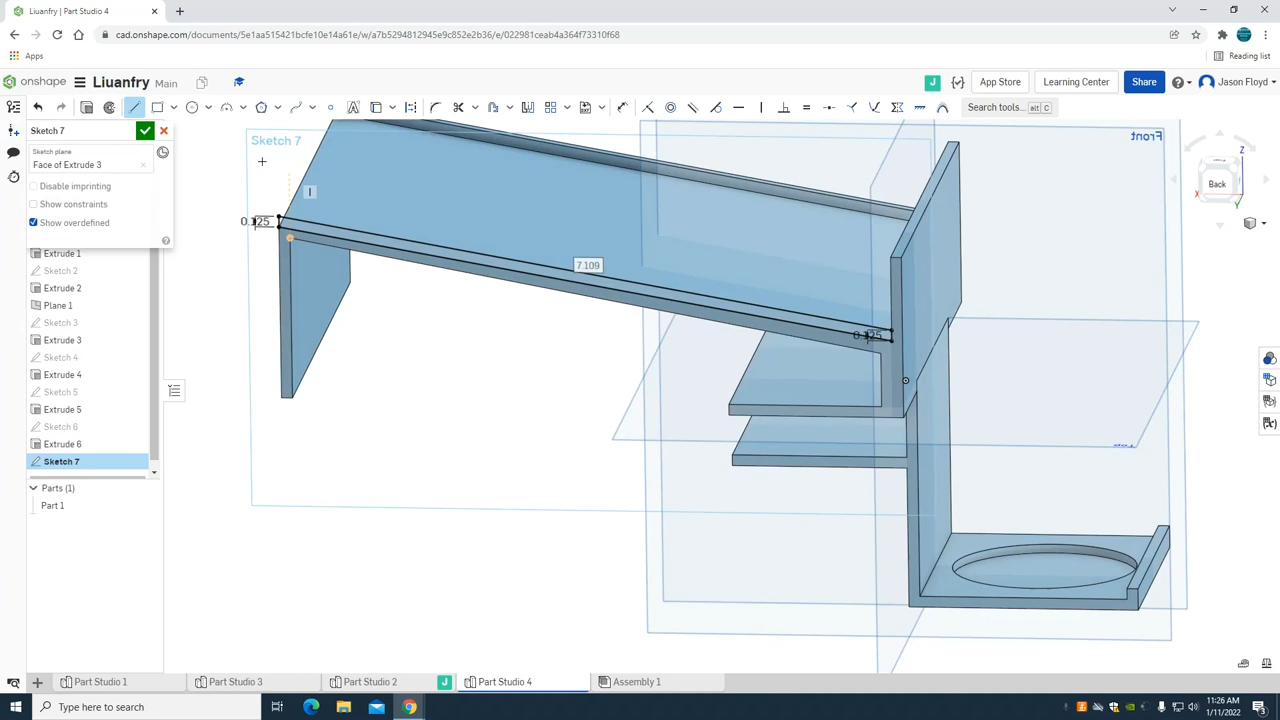 Liuanfry | Part Studio 4
cad.onshape.com/documents/5e1aa515421bcfe10e14a61e/w/a7b5294812945e9c852e2b36/e/022981ceab4a364f73310f68
Apps
Reading list
onshape
Liuanfry
Main
J
App Store
Learning Center
Share
Jason Floyd
Search tools...
alt
C
Sketch 7
Sketch plane
Face of Extrude 3
Disable imprinting
Show constraints
Show overdefined
Extrude 1
Sketch 2
Extrude 2
Plane 1
Sketch 3
Extrude 3
Sketch 4
Extrude 4
Sketch 5
Extrude 5
Sketch 6
Extrude 6
Sketch 7
Parts (1)
Part 1
Sketch 7
0.125
7.109
0.125
Front
Top
Back
Z
X
Y
Part Studio 1
Part Studio 3
Part Studio 2
J
Part Studio 4
Assembly 1
Type here to search
11:26 AM
1/11/2022
3